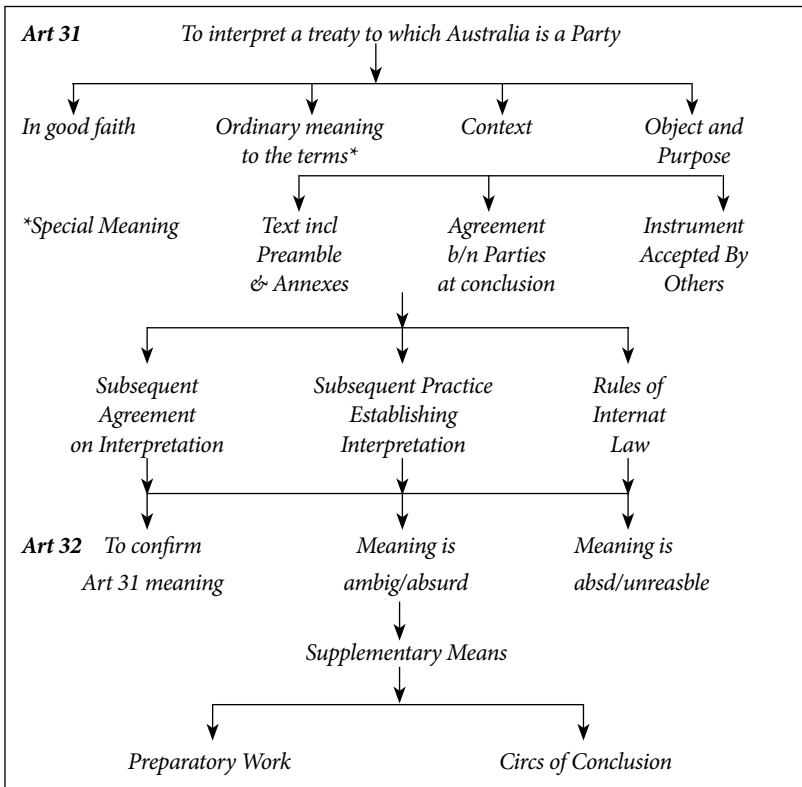 Art 31 To interpret a treaty to which Australia is a Party
In good faith
Ordinary meaning
to the terms*
Context
Object and
Purpose
*Special Meaning
Text incl
Preamble
& Annexes
Agreement
b/n Parties
at conclusion
Instrument
Accepted By
Others
Subsequent
Agreement
on Interpretation
Subsequent Practice
Establishing
Interpretation
Rules of
Internat
Law
Art 32 To confirm
Art 31 meaning
Meaning is
ambig/absurd
Meaning is
absd/unreasble
Supplementary Means
Preparatory Work
Circs of Conclusion